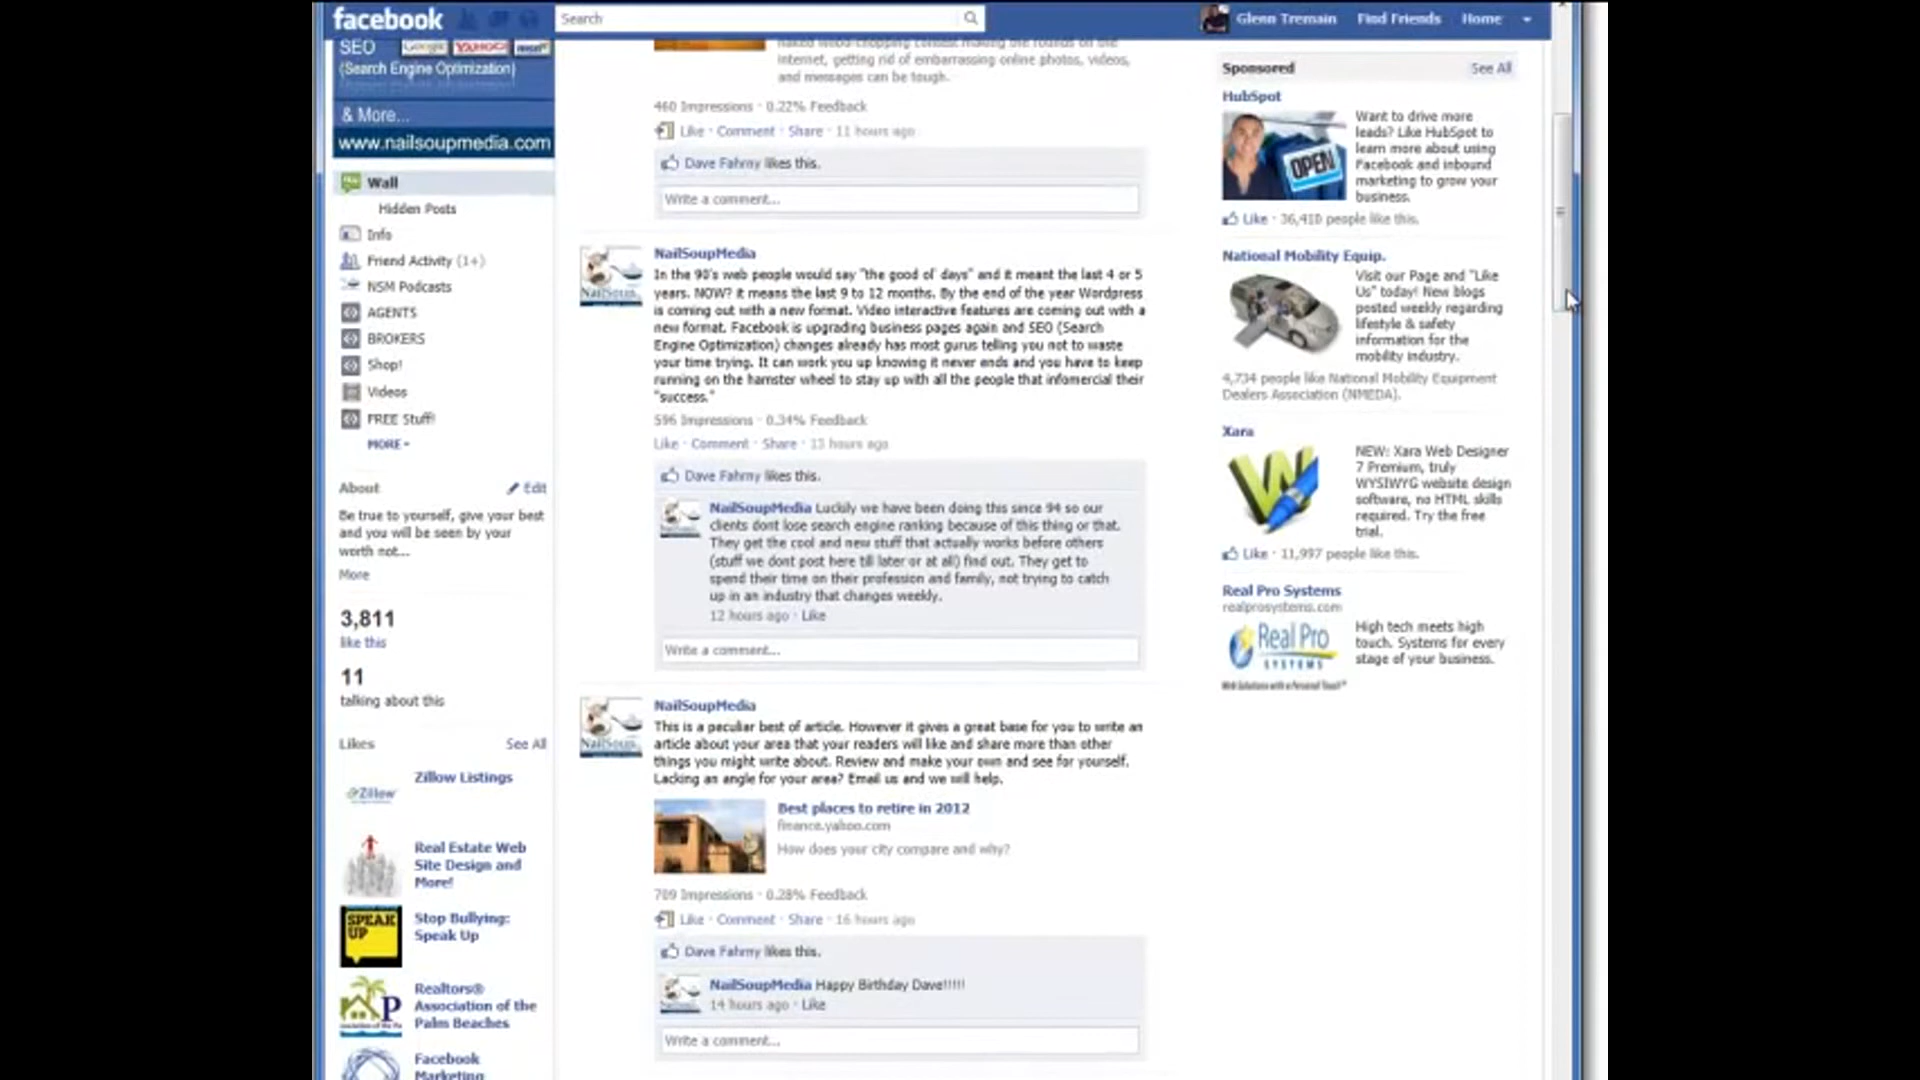 facebook
Search
Glenn Tremain
Find Friends
Home
SEO
Google
YAHOO!
(Search Engine Optimization)
& More...
www.nailsoupmedia.com
Wall
Hidden Posts
Info
Friend Activity (1+)
NSM Podcasts
AGENTS
BROKERS
Shop!
Videos
FREE Stuff!
MORE
About
Edit
Be true to yourself, give your best
and you will be seen by your
worth not...
More
3,811
like this
11
talking about this
Likes
See All
Zillow
Zillow Listings
Real Estate Web
Site Design and
More!
SPEAK
UP
Stop Bullying:
Speak Up
Realtors®
Association of the
Palm Beaches
Facebook
Marketing
naked wood-chopping contest making the rounds on the
internet, getting rid of embarrassing online photos, videos,
and messages can be tough.
460 Impressions · 0.22% Feedback
Like · Comment · Share · 11 hours ago
Dave Fahrny likes this.
Write a comment...
NailSoupMedia
In the 90's web people would say "the good ol' days" and it meant the last 4 or 5
years. NOW? it means the last 9 to 12 months. By the end of the year Wordpress
is coming out with a new format. Video interactive features are coming out with a
new format. Facebook is upgrading business pages again and SEO (Search
Engine Optimization) changes already has most gurus telling you not to waste
your time trying. It can work you up knowing it never ends and you have to keep
running on the hamster wheel to stay up with all the people that infomercial their
"success."
596 Impressions · 0.34% Feedback
Like · Comment · Share · 13 hours ago
Dave Fahrny likes this.
NailSoupMedia Luckily we have been doing this since 94 so our
clients dont lose search engine ranking because of this thing or that.
They get the cool and new stuff that actually works before others
(stuff we dont post here till later or at all) find out. They get to
spend their time on their profession and family, not trying to catch
up in an industry that changes weekly.
12 hours ago · Like
Write a comment...
NailSoupMedia
This is a peculiar best of article. However it gives a great base for you to write an
article about your area that your readers will like and share more than other
things you might write about. Review and make your own and see for yourself.
Lacking an angle for your area? Email us and we will help.
Best places to retire in 2012
finance.yahoo.com
How does your city compare and why?
709 Impressions · 0.28% Feedback
Like · Comment · Share · 16 hours ago
Dave Fahrny likes this.
NailSoupMedia Happy Birthday Dave!!!!!
14 hours ago · Like
Write a comment...
Sponsored
See All
HubSpot
OPEN
Want to drive more
leads? Like HubSpot to
learn more about using
Facebook and inbound
marketing to grow your
business.
Like · 36,410 people like this.
National Mobility Equip.
Visit our Page and "Like
Us" today! New blogs
posted weekly regarding
lifestyle & safety
information for the
mobility industry.
4,734 people like National Mobility Equipment
Dealers Association (NMEDA).
Xara
NEW: Xara Web Designer
7 Premium, truly
WYSIWYG website design
software, no HTML skills
required. Try the free
trial.
Like · 11,997 people like this.
Real Pro Systems
realprosystems.com
Real Pro
SYSTEMS
High tech meets high
touch. Systems for every
stage of your business.